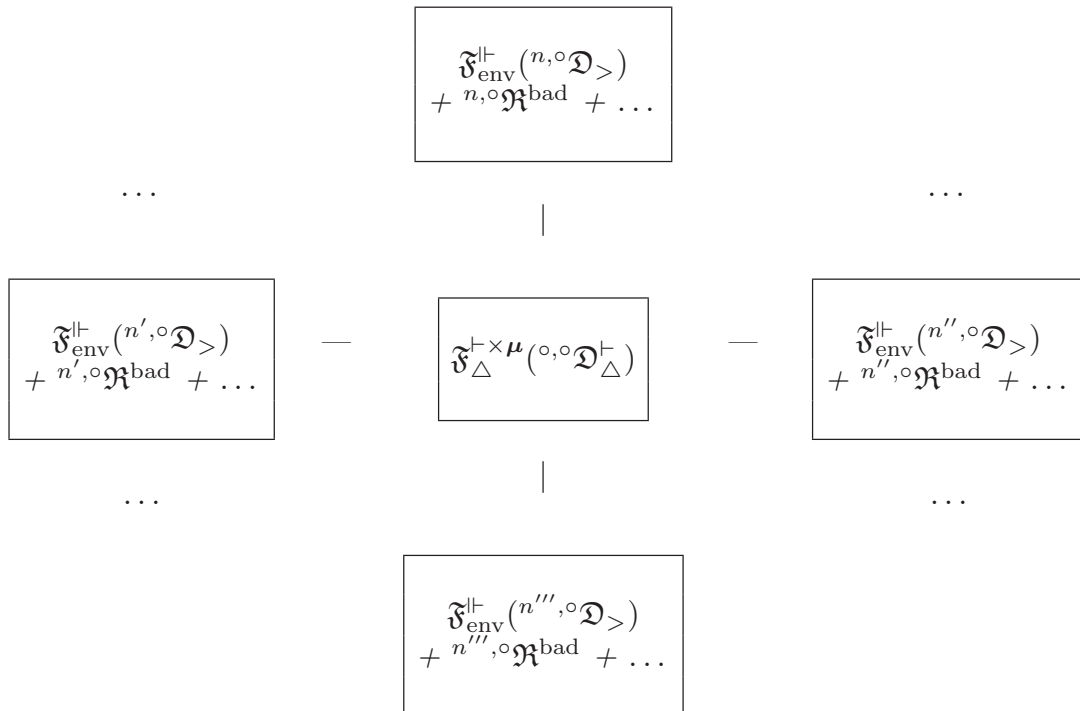 𝔉^⊩_env(^{n,∘}𝔇_>)
+ ^{n,∘}ℜ^bad + …
… …
|
𝔉^⊩_env(^{n′,∘}𝔇_>)
+ ^{n′,∘}ℜ^bad + …
—
𝔉^{⊢×μ}_△(^{∘,∘}𝔇^⊢_△)
—
𝔉^⊩_env(^{n″,∘}𝔇_>)
+ ^{n″,∘}ℜ^bad + …
|
… …
𝔉^⊩_env(^{n‴,∘}𝔇_>)
+ ^{n‴,∘}ℜ^bad + …